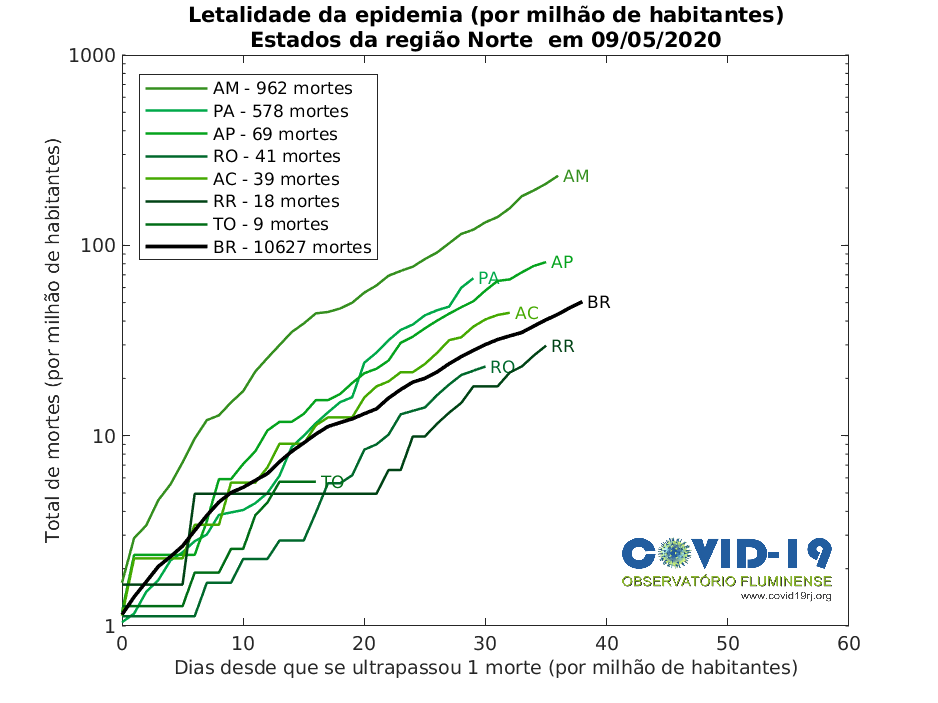 Letalidade da epidemia (por milhão de habitantes)
Estados da região Norte  em 09/05/2020
Total de mortes (por milhão de habitantes)
1000
100
10
1
AM - 962 mortes
PA - 578 mortes
AP - 69 mortes
RO - 41 mortes
AC - 39 mortes
RR - 18 mortes
TO - 9 mortes
BR - 10627 mortes
AM
AP
PA
BR
AC
RR
RO
TO
COVID-19
OBSERVATÓRIO FLUMINENSE
www.covid19rj.org
0 10 20 30 40 50 60
Dias desde que se ultrapassou 1 morte (por milhão de habitantes)